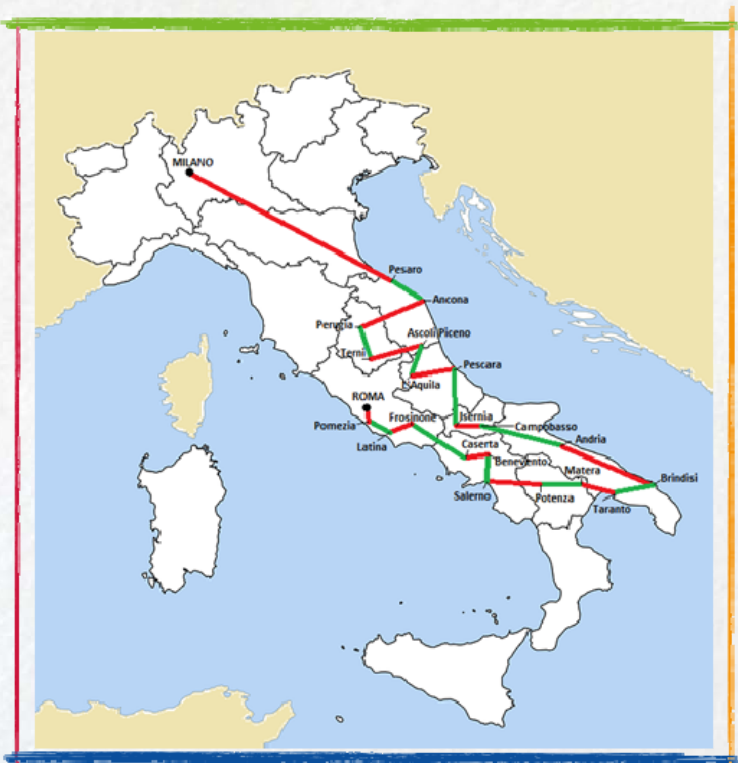 MILANO
Pesaro
Ancona
Perugia
Ascoli Piceno
Terni
Pescara
L'Aquila
ROMA
Frosinone
Isernia
Campobasso
Pomezia
Andria
Latina
Caserta
Benevento
Matera
Brindisi
Salerno
Potenza
Taranto